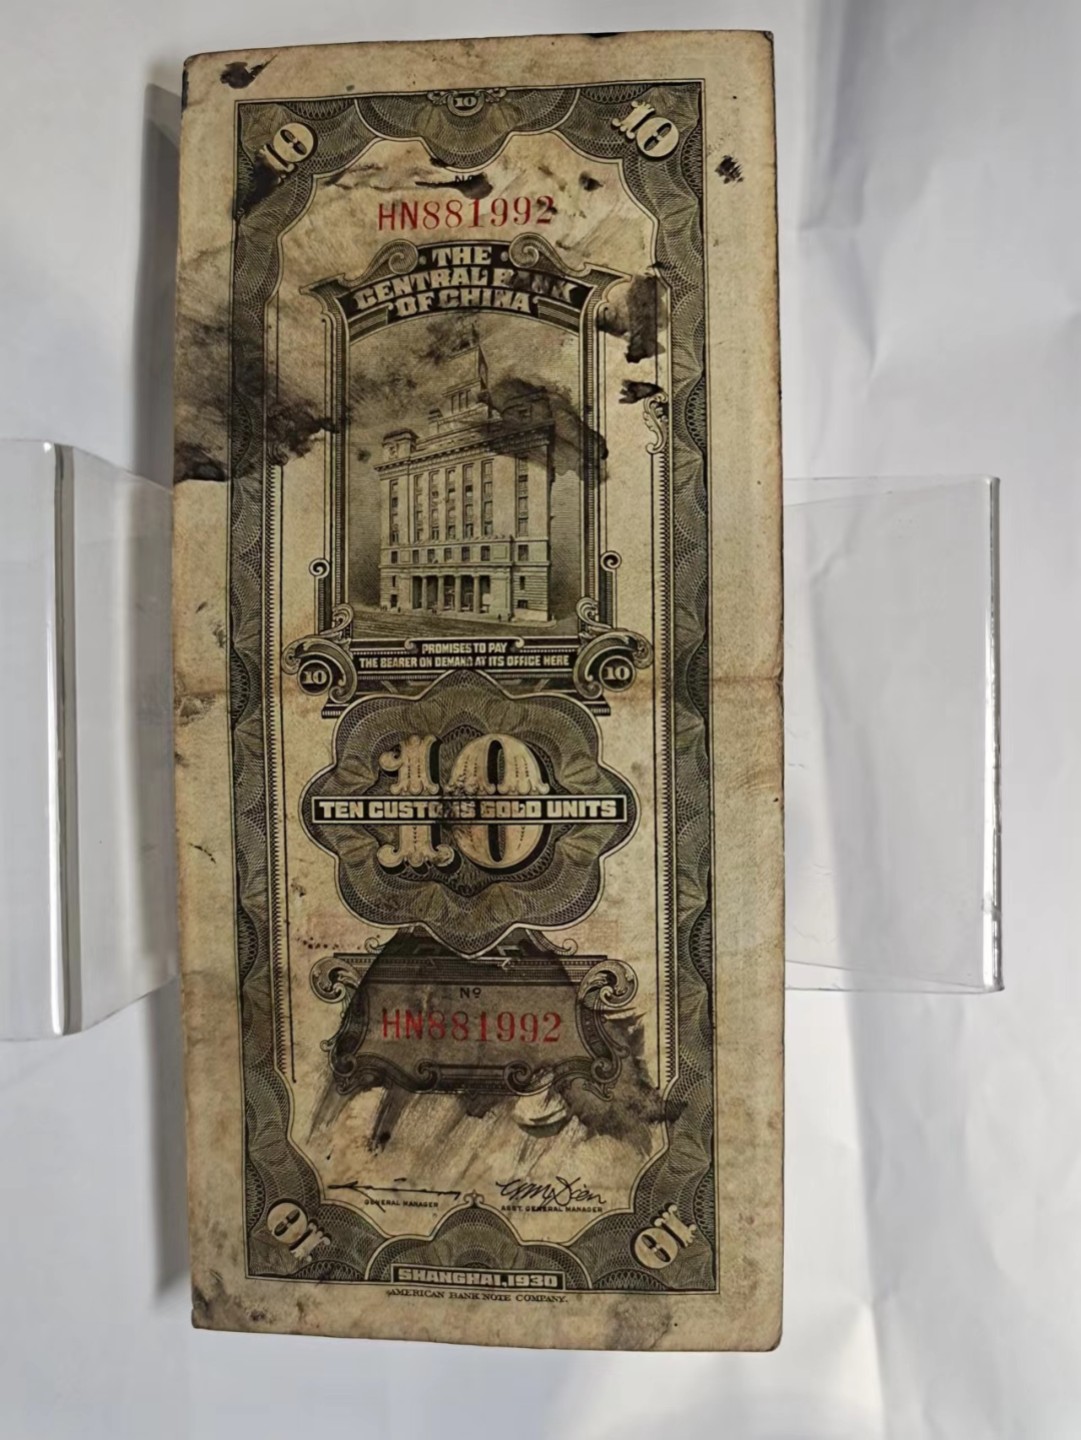 10
10 10
No
HN881992
THE
CENTRAL BANK
OF CHINA
PROMISES TO PAY
THE BEARER ON DEMAND AT ITS OFFICE HERE
10 10
10
TEN CUSTOMS GOLD UNITS
Nº
HN881992
GENERAL MANAGER
ASST. GENERAL MANAGER
10 10
SHANGHAI, 1930
AMERICAN BANK NOTE COMPANY.